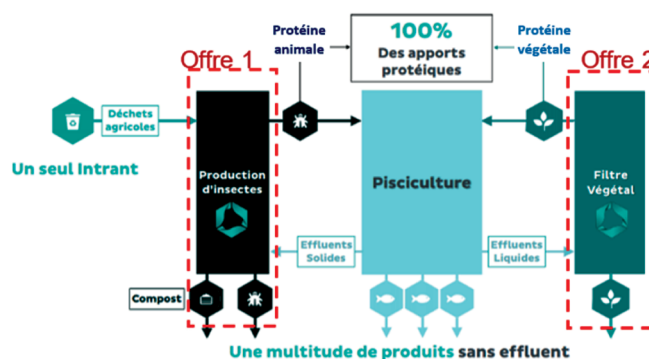 Protéine
animale
100%
Des apports
protéiques
Protéine
végétale
Offre 1
Offre 2
Déchets
agricoles
Un seul Intrant
Production
d'insectes
Pisciculture
Filtre
Végétal
Effluents
Solides
Effluents
Liquides
Compost
Une multitude de produits sans effluent